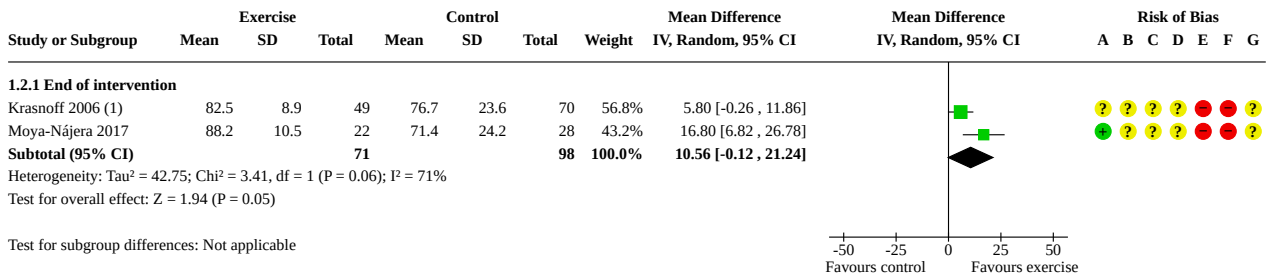 Exercise Control Mean Difference Mean Difference Risk of Bias
Study or Subgroup Mean SD Total Mean SD Total Weight IV, Random, 95% CI IV, Random, 95% CI A B C D E F G
1.2.1 End of intervention
Krasnoff 2006 (1) 82.5 8.9 49 76.7 23.6 70 56.8% 5.80 [-0.26 , 11.86] ? ? ? ? − − ?
Moya-Nájera 2017 88.2 10.5 22 71.4 24.2 28 43.2% 16.80 [6.82 , 26.78] + ? ? ? − − ?
Subtotal (95% CI) 71 98 100.0% 10.56 [-0.12 , 21.24]
Heterogeneity: Tau² = 42.75; Chi² = 3.41, df = 1 (P = 0.06); I² = 71%
Test for overall effect: Z = 1.94 (P = 0.05)
Test for subgroup differences: Not applicable
-50 -25 0 25 50
Favours control Favours exercise